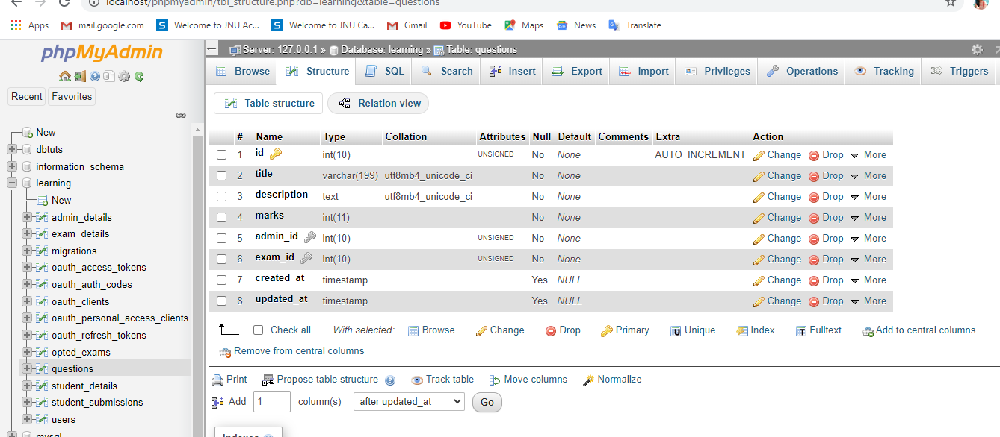 localhost/phpmyadmin/tbl_structure.php?db=learning&table=questions
Apps mail.google.com Welcome to JNU Ac... Welcome to JNU Ca... Gmail YouTube Maps News Translate
phpMyAdmin
Recent Favorites
New
dbtuts
information_schema
learning
New
admin_details
exam_details
migrations
oauth_access_tokens
oauth_auth_codes
oauth_clients
oauth_personal_access_clients
oauth_refresh_tokens
opted_exams
questions
student_details
student_submissions
users
mysql
Server: 127.0.0.1 » Database: learning » Table: questions
Browse Structure SQL Search Insert Export Import Privileges Operations Tracking Triggers
Table structure Relation view
# Name Type Collation Attributes Null Default Comments Extra Action
1 id int(10) UNSIGNED No None AUTO_INCREMENT Change Drop More
2 title varchar(199) utf8mb4_unicode_ci No None Change Drop More
3 description text utf8mb4_unicode_ci No None Change Drop More
4 marks int(11) No None Change Drop More
5 admin_id int(10) UNSIGNED No None Change Drop More
6 exam_id int(10) UNSIGNED No None Change Drop More
7 created_at timestamp Yes NULL Change Drop More
8 updated_at timestamp Yes NULL Change Drop More
Check all With selected: Browse Change Drop Primary Unique Index Fulltext Add to central columns
Remove from central columns
Print Propose table structure Track table Move columns Normalize
Add 1 column(s) after updated_at Go
Indexes